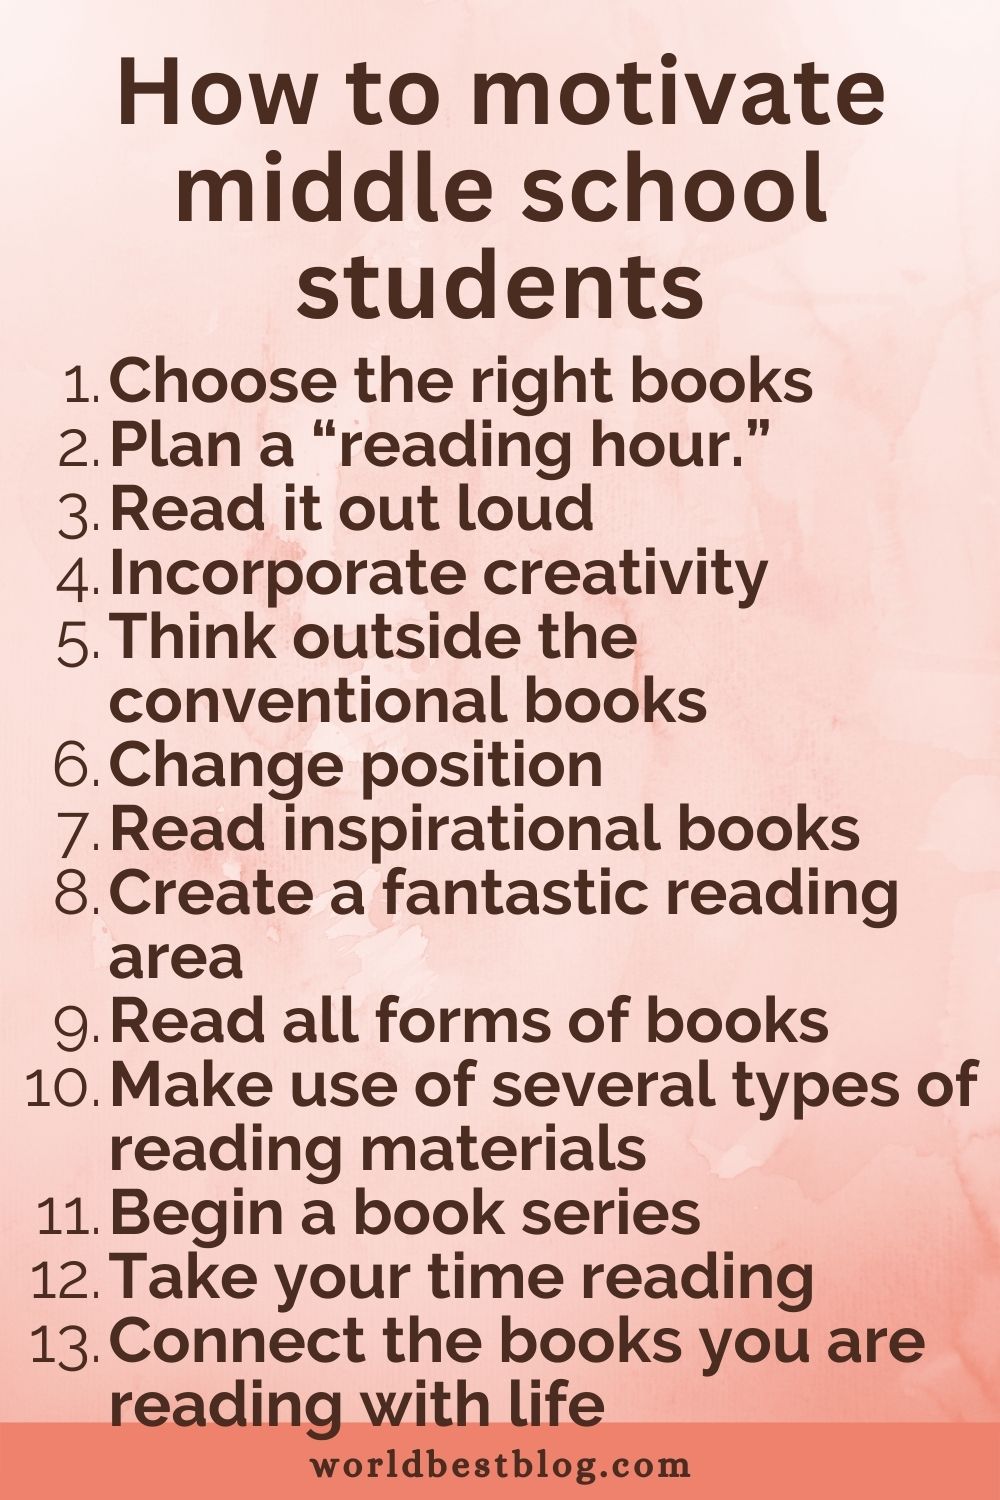 How to motivate
middle school
students
1. Choose the right books
2. Plan a “reading hour.”
3. Read it out loud
4. Incorporate creativity
5. Think outside the
conventional books
6. Change position
7. Read inspirational books
8. Create a fantastic reading
area
9. Read all forms of books
10. Make use of several types of
reading materials
11. Begin a book series
12. Take your time reading
13. Connect the books you are
reading with life
worldbestblog.com